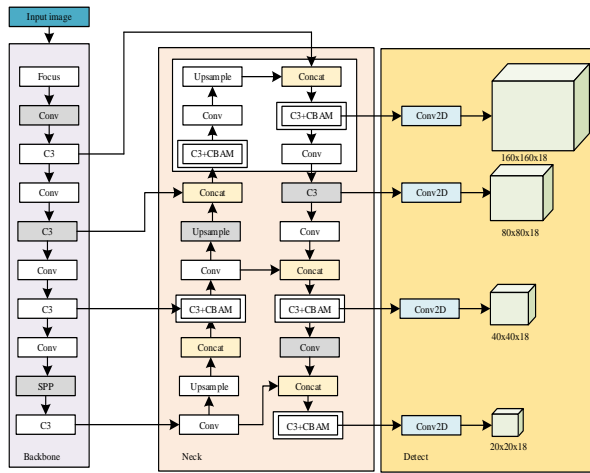 Input image
Focus
Conv
C3
Conv
C3
Conv
C3
Conv
SPP
C3
Backbone
Upsample
Conv
C3+CBAM
Concat
Upsample
Conv
C3+CBAM
Concat
Upsample
Conv
Neck
Concat
C3+CBAM
Conv
C3
Conv
Concat
C3+CBAM
Conv
Concat
C3+CBAM
Conv2D
160x160x18
Conv2D
80x80x18
Conv2D
40x40x18
Conv2D
20x20x18
Detect